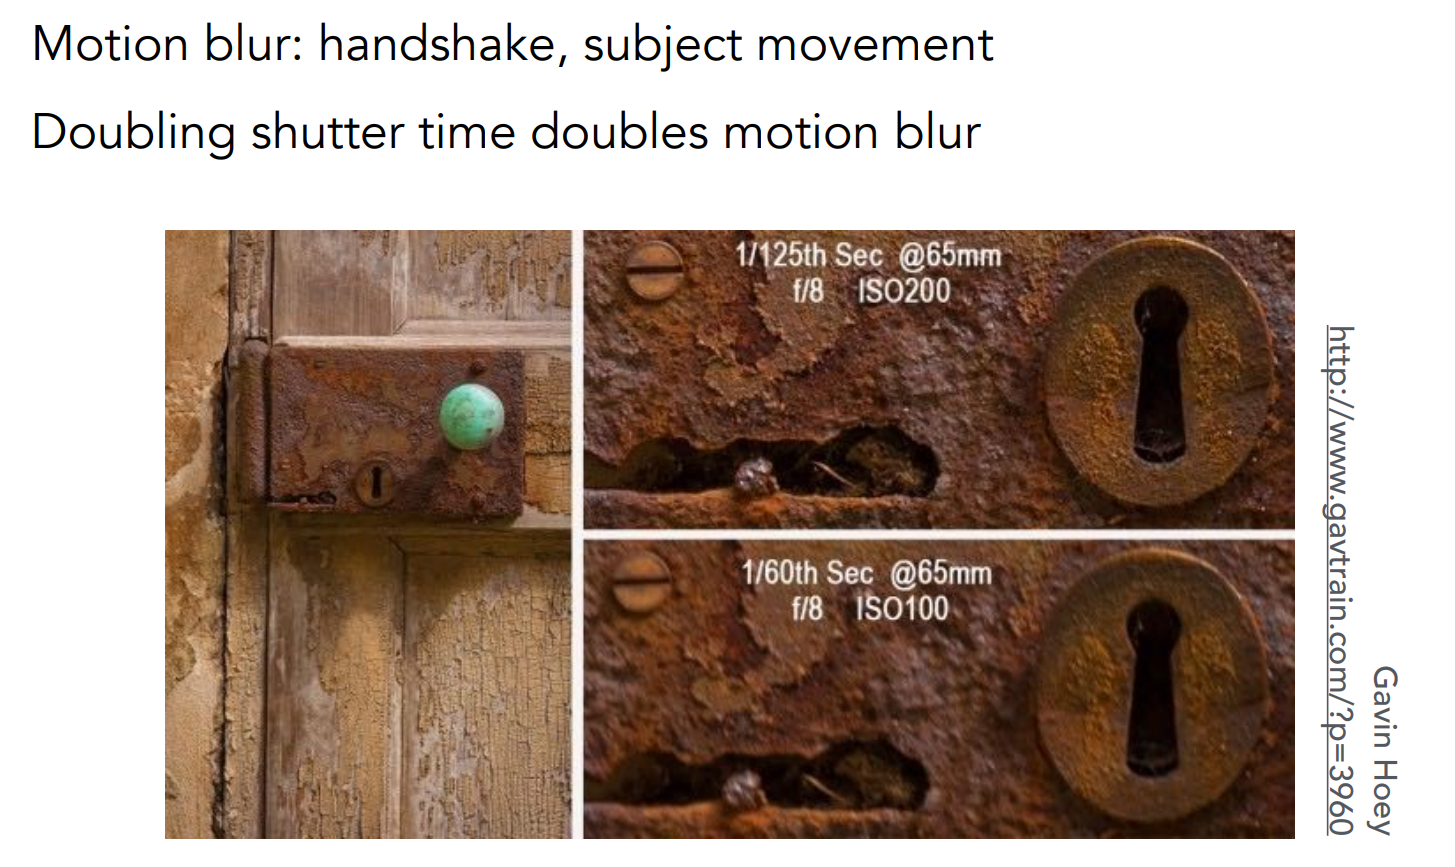 Motion blur: handshake, subject movement
Doubling shutter time doubles motion blur
1/125th Sec @65mm
f/8 ISO200
1/60th Sec @65mm
f/8 ISO100
Gavin Hoey
http://www.gavtrain.com/?p=3960